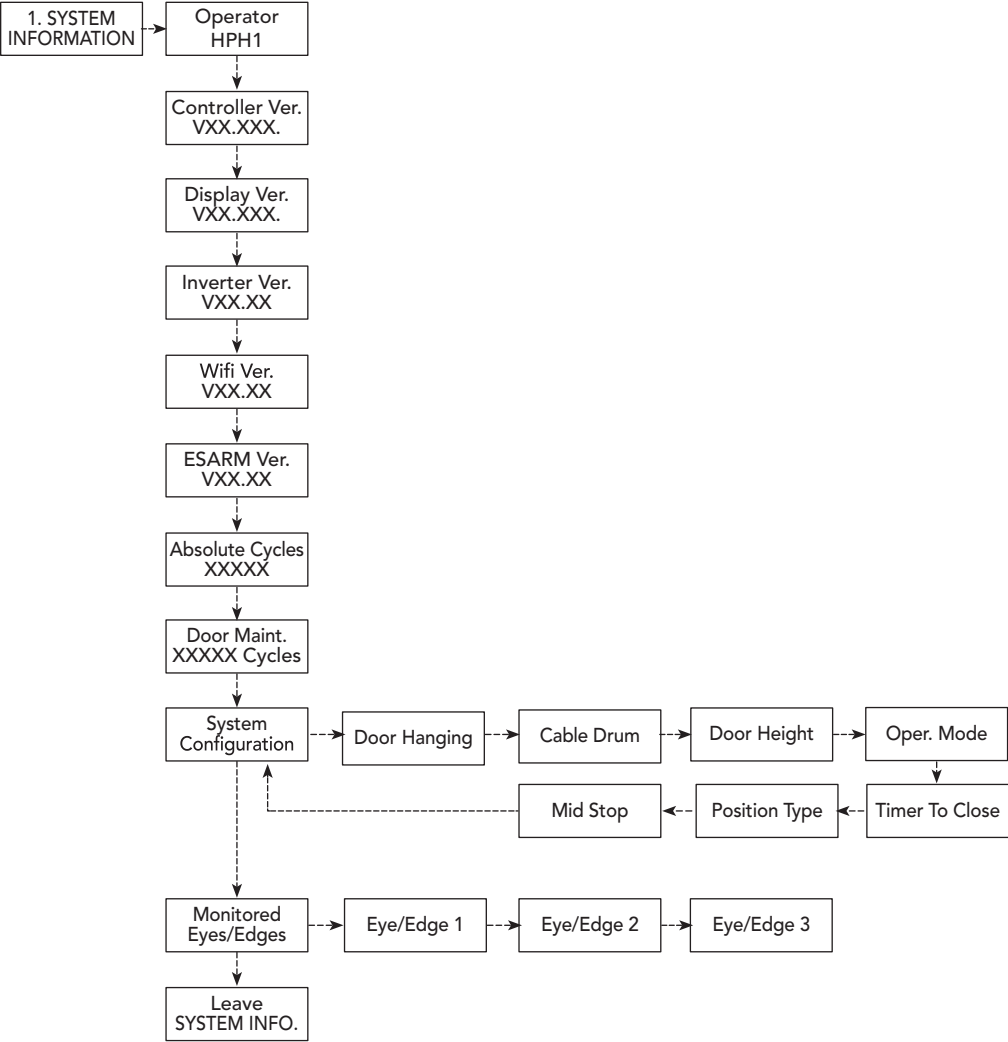 1. SYSTEM
INFORMATION
Operator
HPH1
Controller Ver.
VXX.XXX.
Display Ver.
VXX.XXX.
Inverter Ver.
VXX.XX
Wifi Ver.
VXX.XX
ESARM Ver.
VXX.XX
Absolute Cycles
XXXXX
Door Maint.
XXXXX Cycles
System
Configuration
Door Hanging
Cable Drum
Door Height
Oper. Mode
Timer To Close
Position Type
Mid Stop
Monitored
Eyes/Edges
Eye/Edge 1
Eye/Edge 2
Eye/Edge 3
Leave
SYSTEM INFO.